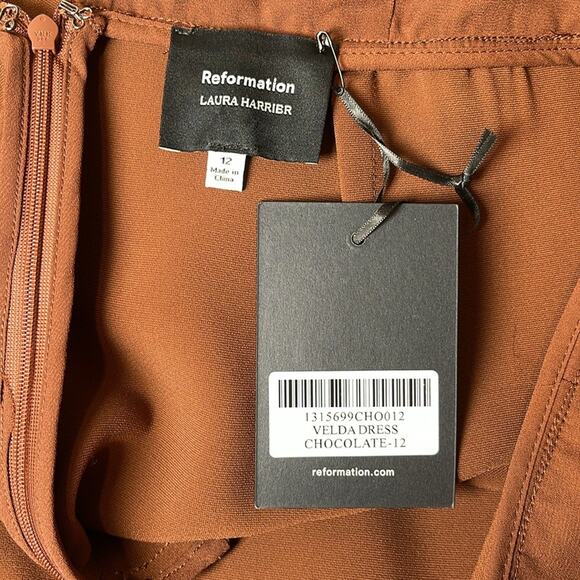 Reformation
LAURA HARRIER
12
Made in
China
1315699CHO012
VELDA DRESS
CHOCOLATE-12
reformation.com